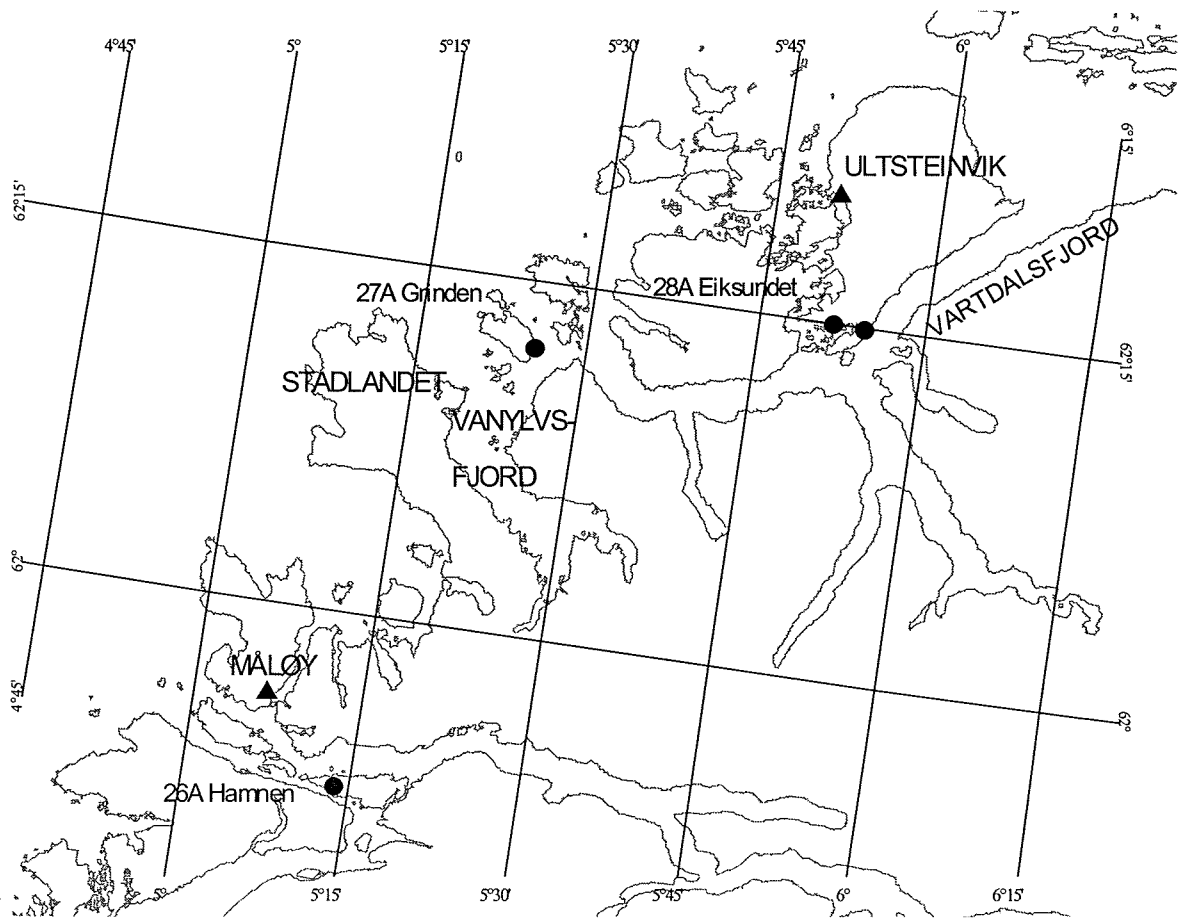 4°45'
5°
5°15'
5°30'
5°45'
6°
6°15'
ULTSTEINVIK
62°15'
27A Grinden
28A Eiksundet
VARTDALSFJORD
62°15'
STADLANDET
VANYLVS-
FJORD
62°
MÅLØY
4°45'
62°
26A Hamnen
5°
5°15'
5°30'
5°45'
6°
6°15'